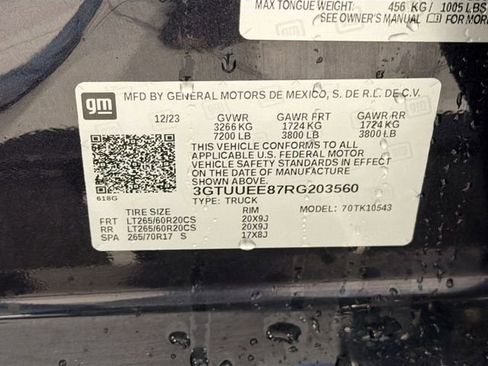 MAX TONGUE WEIGHT: 456 KG / 1005 LBS
SEE OWNER'S MANUAL FOR MORE
gm
MFD BY GENERAL MOTORS DE MEXICO, S. DE R.L. DE C.V.
12/23 GVWR GAWR FRT GAWR RR
3266 KG 1724 KG 1724 KG
7200 LB 3800 LB 3800 LB
THIS VEHICLE CONFORMS TO ALL
APPLICABLE U.S. FEDERAL MOTOR
VEHICLE SAFETY STANDARDS IN EFFECT
ON THE DATE OF MANUFACTURE
SHOWN ABOVE.
3GTUUEE87RG203560
618G TYPE: TRUCK MODEL: 70TK10543
TIRE SIZE RIM
FRT LT265/60R20CS 20X9J
RR LT265/60R20CS 20X9J
SPA 265/70R17 S 17X8J